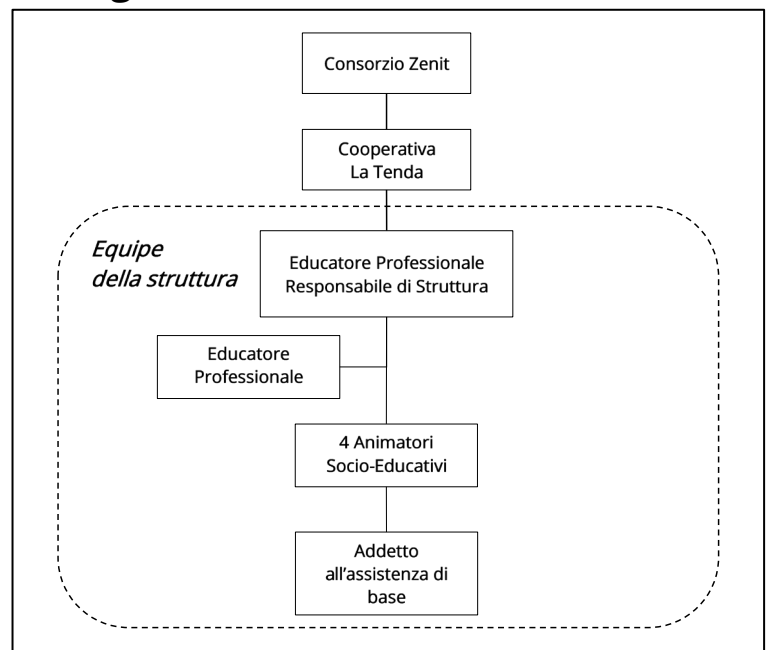 Consorzio Zenit
Cooperativa
La Tenda
Equipe
della struttura
Educatore Professionale
Responsabile di Struttura
Educatore
Professionale
4 Animatori
Socio-Educativi
Addetto
all'assistenza di
base